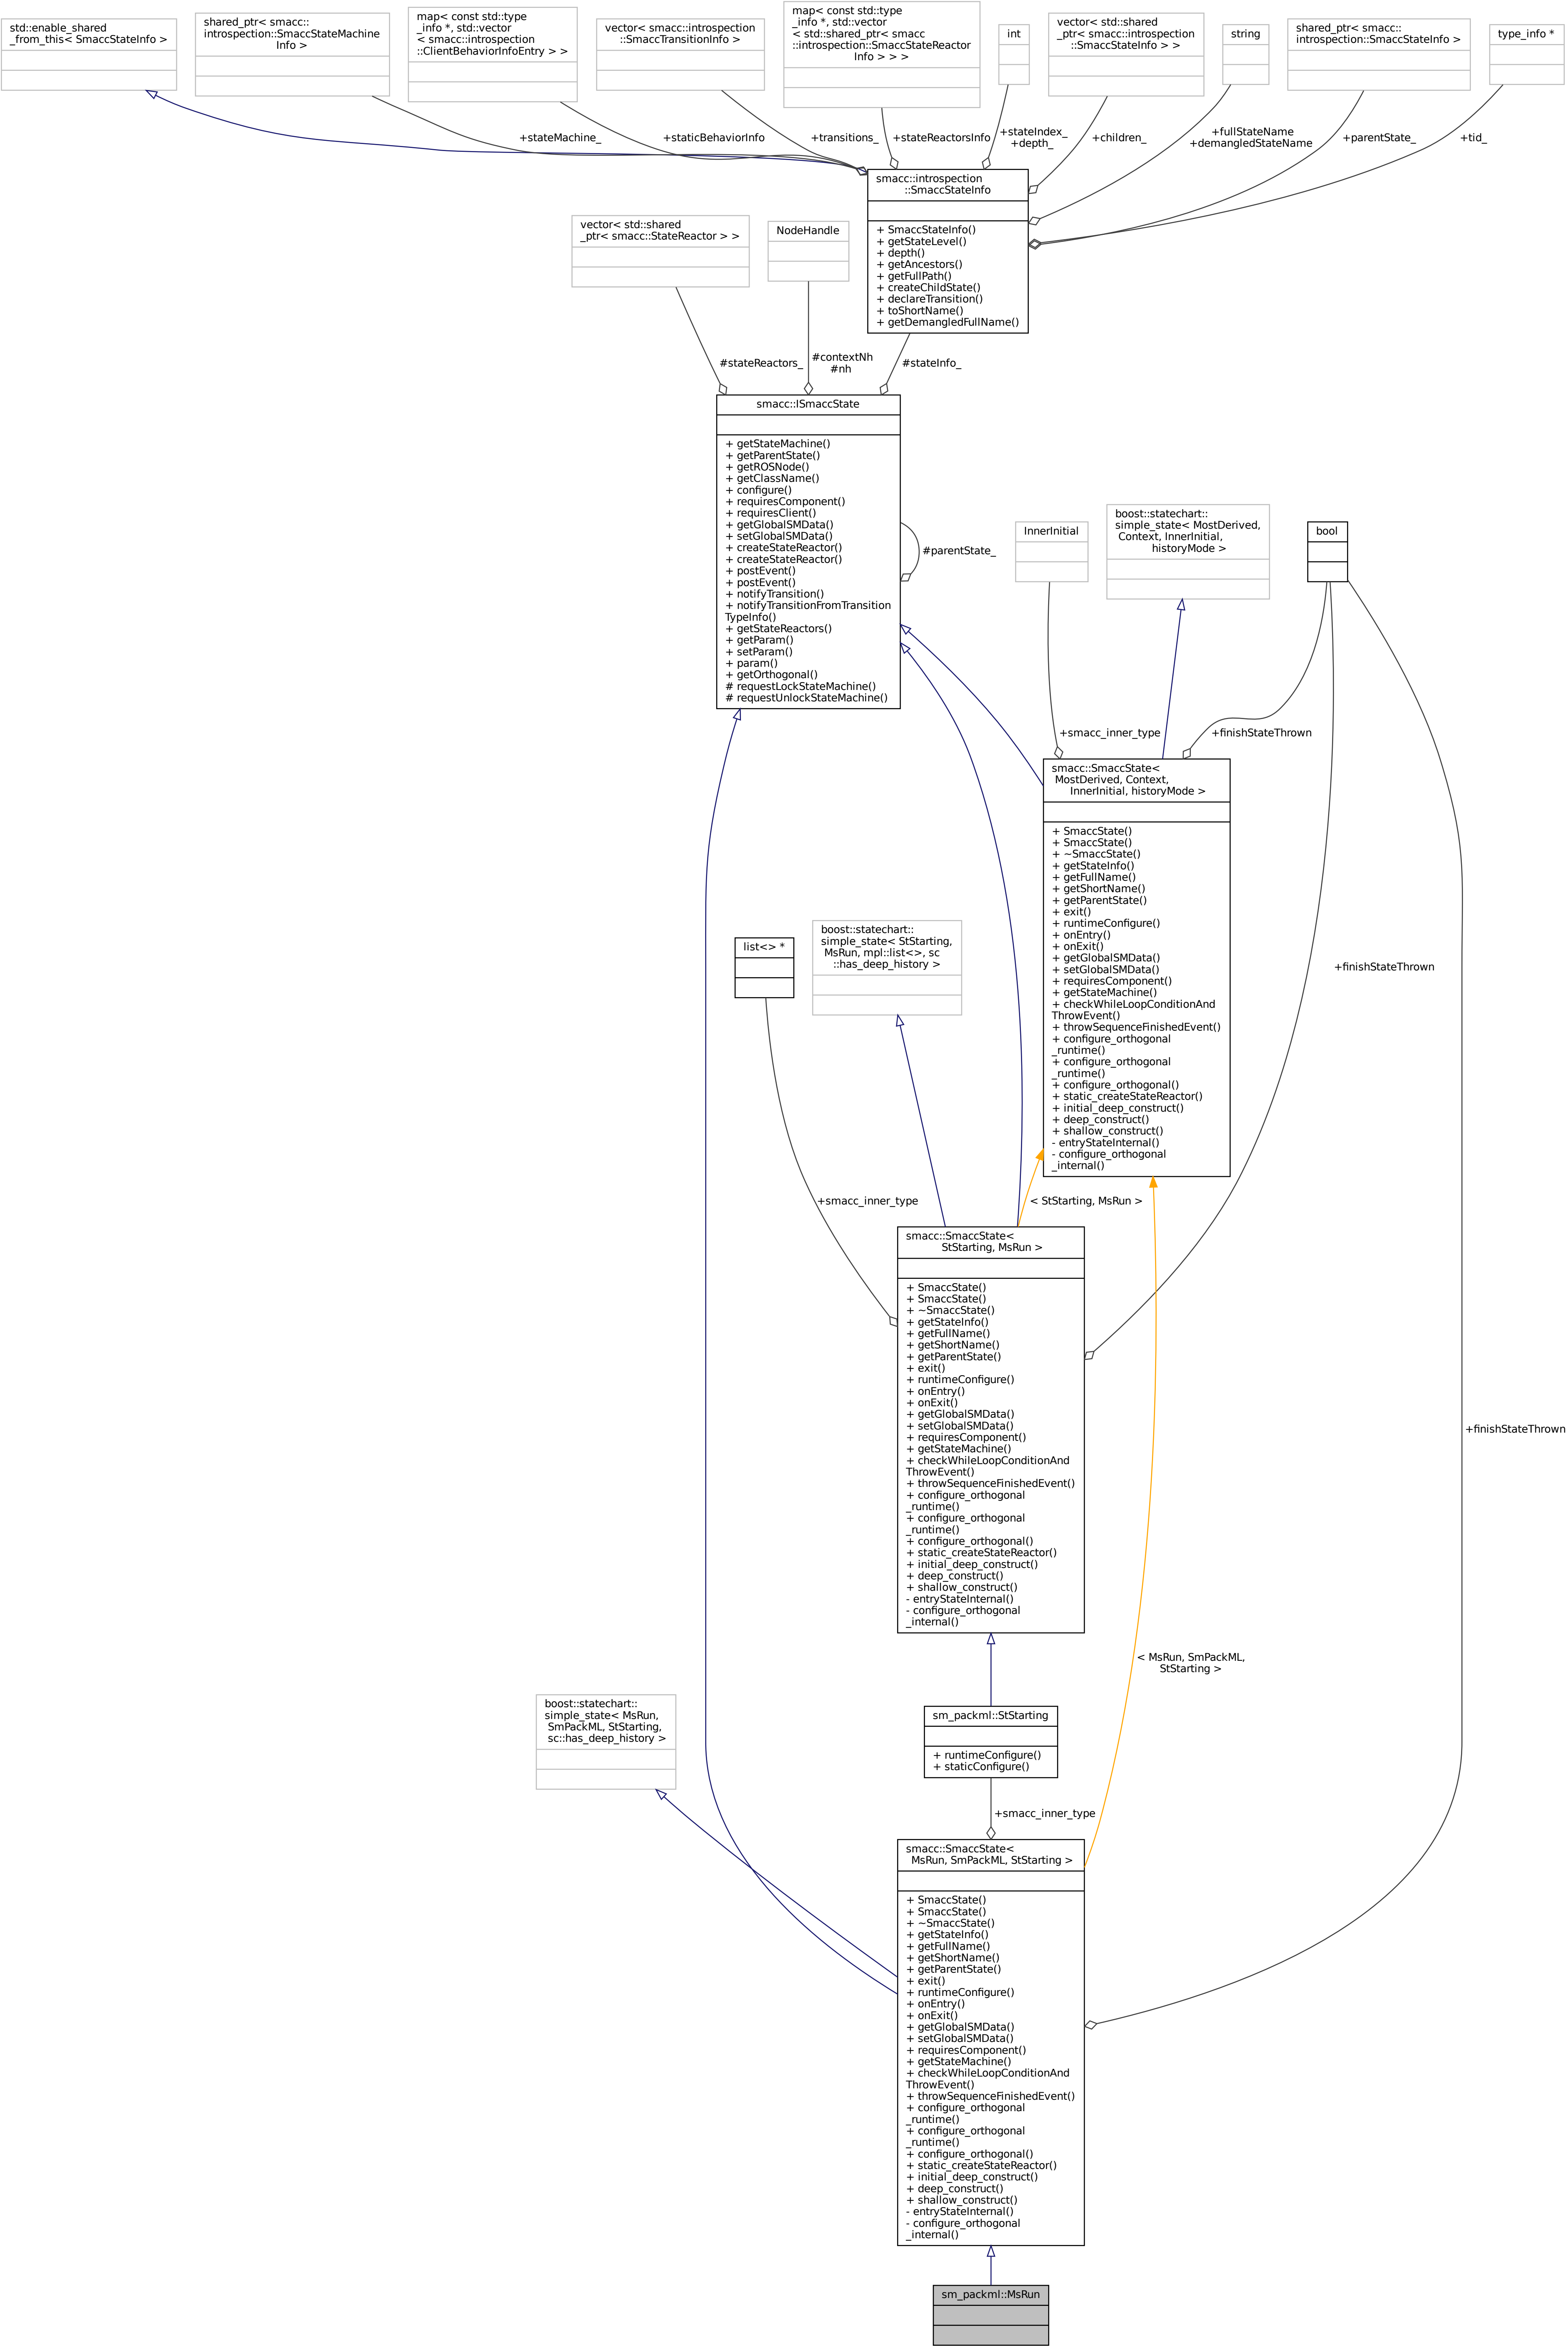 std::enable_shared
_from_this< SmaccStateInfo >
shared_ptr< smacc::
introspection::SmaccStateMachine
Info >
map< const std::type
_info *, std::vector
< smacc::introspection
::ClientBehaviorInfoEntry > >
vector< smacc::introspection
::SmaccTransitionInfo >
map< const std::type
_info *, std::vector
< std::shared_ptr< smacc
::introspection::SmaccStateReactor
Info > > >
int
vector< std::shared
_ptr< smacc::introspection
::SmaccStateInfo > >
string
shared_ptr< smacc::
introspection::SmaccStateInfo >
type_info *
+stateMachine_
+staticBehaviorInfo
+transitions_
+stateReactorsInfo
+stateIndex_
+depth_
+children_
+fullStateName
+demangledStateName
+parentState_
+tid_
smacc::introspection
::SmaccStateInfo
+ SmaccStateInfo()
+ getStateLevel()
+ depth()
+ getAncestors()
+ getFullPath()
+ createChildState()
+ declareTransition()
+ toShortName()
+ getDemangledFullName()
vector< std::shared
_ptr< smacc::StateReactor > >
NodeHandle
#stateReactors_
#contextNh
#nh
#stateInfo_
smacc::ISmaccState
+ getStateMachine()
+ getParentState()
+ getROSNode()
+ getClassName()
+ configure()
+ requiresComponent()
+ requiresClient()
+ getGlobalSMData()
+ setGlobalSMData()
+ createStateReactor()
+ createStateReactor()
+ postEvent()
+ postEvent()
+ notifyTransition()
+ notifyTransitionFromTransition
TypeInfo()
+ getStateReactors()
+ getParam()
+ setParam()
+ param()
+ getOrthogonal()
# requestLockStateMachine()
# requestUnlockStateMachine()
#parentState_
InnerInitial
boost::statechart::
simple_state< MostDerived,
Context, InnerInitial,
historyMode >
bool
+smacc_inner_type
+finishStateThrown
smacc::SmaccState<
MostDerived, Context,
InnerInitial, historyMode >
+ SmaccState()
+ SmaccState()
+ ~SmaccState()
+ getStateInfo()
+ getFullName()
+ getShortName()
+ getParentState()
+ exit()
+ runtimeConfigure()
+ onEntry()
+ onExit()
+ getGlobalSMData()
+ setGlobalSMData()
+ requiresComponent()
+ getStateMachine()
+ checkWhileLoopConditionAnd
ThrowEvent()
+ throwSequenceFinishedEvent()
+ configure_orthogonal
_runtime()
+ configure_orthogonal
_runtime()
+ configure_orthogonal()
+ static_createStateReactor()
+ initial_deep_construct()
+ deep_construct()
+ shallow_construct()
- entryStateInternal()
- configure_orthogonal
_internal()
list<> *
boost::statechart::
simple_state< StStarting,
MsRun, mpl::list<>, sc
::has_deep_history >
+finishStateThrown
+smacc_inner_type
< StStarting, MsRun >
smacc::SmaccState<
StStarting, MsRun >
+ SmaccState()
+ SmaccState()
+ ~SmaccState()
+ getStateInfo()
+ getFullName()
+ getShortName()
+ getParentState()
+ exit()
+ runtimeConfigure()
+ onEntry()
+ onExit()
+ getGlobalSMData()
+ setGlobalSMData()
+ requiresComponent()
+ getStateMachine()
+ checkWhileLoopConditionAnd
ThrowEvent()
+ throwSequenceFinishedEvent()
+ configure_orthogonal
_runtime()
+ configure_orthogonal
_runtime()
+ configure_orthogonal()
+ static_createStateReactor()
+ initial_deep_construct()
+ deep_construct()
+ shallow_construct()
- entryStateInternal()
- configure_orthogonal
_internal()
+finishStateThrown
< MsRun, SmPackML,
StStarting >
boost::statechart::
simple_state< MsRun,
SmPackML, StStarting,
sc::has_deep_history >
sm_packml::StStarting
+ runtimeConfigure()
+ staticConfigure()
+smacc_inner_type
smacc::SmaccState<
MsRun, SmPackML, StStarting >
+ SmaccState()
+ SmaccState()
+ ~SmaccState()
+ getStateInfo()
+ getFullName()
+ getShortName()
+ getParentState()
+ exit()
+ runtimeConfigure()
+ onEntry()
+ onExit()
+ getGlobalSMData()
+ setGlobalSMData()
+ requiresComponent()
+ getStateMachine()
+ checkWhileLoopConditionAnd
ThrowEvent()
+ throwSequenceFinishedEvent()
+ configure_orthogonal
_runtime()
+ configure_orthogonal
_runtime()
+ configure_orthogonal()
+ static_createStateReactor()
+ initial_deep_construct()
+ deep_construct()
+ shallow_construct()
- entryStateInternal()
- configure_orthogonal
_internal()
sm_packml::MsRun